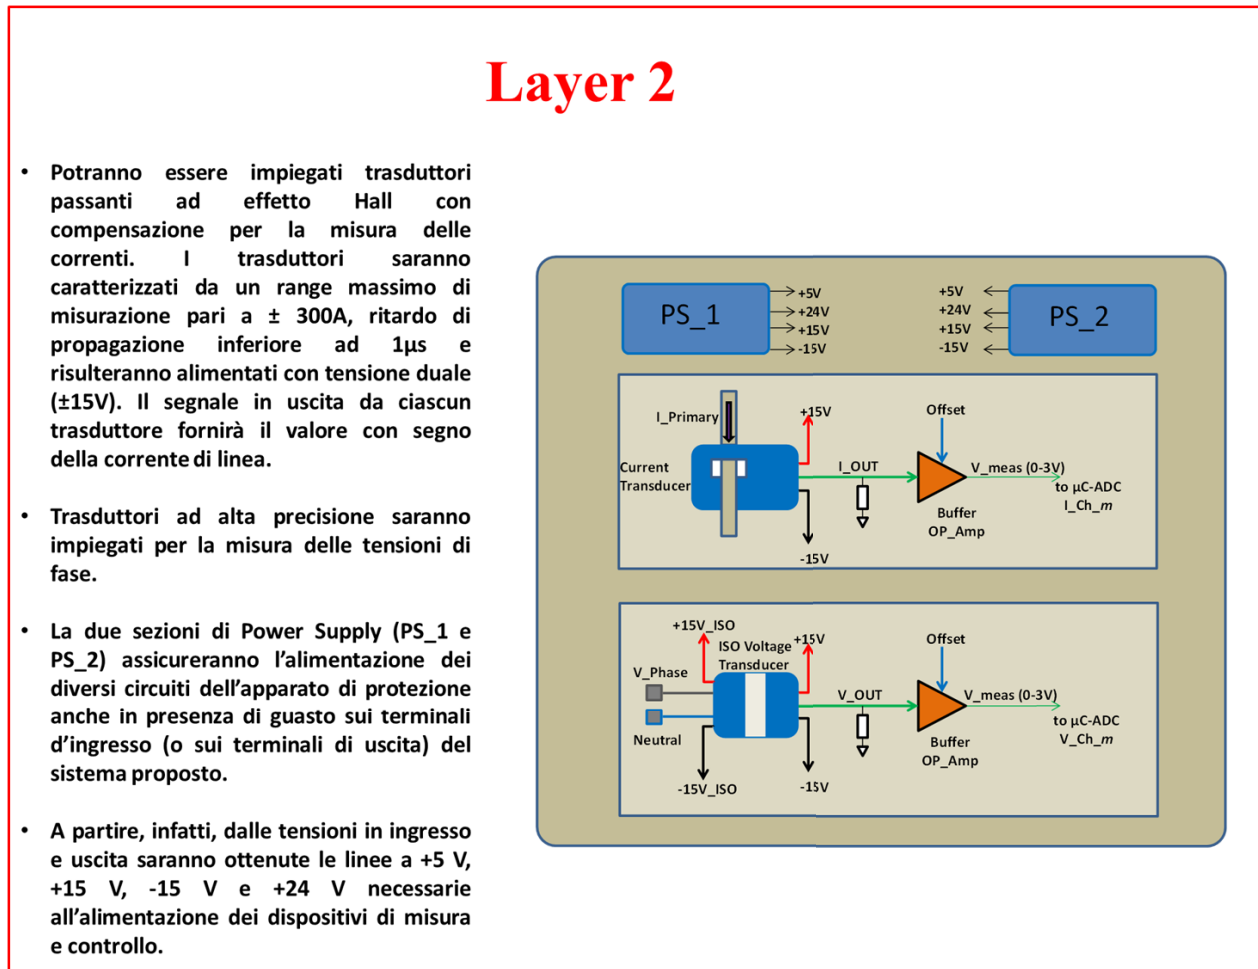 Layer 2
• Potranno essere impiegati trasduttori
passanti ad effetto Hall con
compensazione per la misura delle
correnti. I trasduttori saranno
caratterizzati da un range massimo di
misurazione pari a ± 300A, ritardo di
propagazione inferiore ad 1µs e
risulteranno alimentati con tensione duale
(±15V). Il segnale in uscita da ciascun
trasduttore fornirà il valore con segno
della corrente di linea.
• Trasduttori ad alta precisione saranno
impiegati per la misura delle tensioni di
fase.
• La due sezioni di Power Supply (PS_1 e
PS_2) assicureranno l'alimentazione dei
diversi circuiti dell'apparato di protezione
anche in presenza di guasto sui terminali
d'ingresso (o sui terminali di uscita) del
sistema proposto.
• A partire, infatti, dalle tensioni in ingresso
e uscita saranno ottenute le linee a +5 V,
+15 V, -15 V e +24 V necessarie
all'alimentazione dei dispositivi di misura
e controllo.
PS_1
+5V
+24V
+15V
-15V
+5V
+24V
+15V
-15V
PS_2
I_Primary
+15V
Offset
Current
Transducer
I_OUT
V_meas (0-3V)
to µC-ADC
I_Ch_m
Buffer
OP_Amp
-15V
+15V_ISO
ISO Voltage
Transducer
+15V
Offset
V_Phase
V_OUT
V_meas (0-3V)
Neutral
to µC-ADC
V_Ch_m
Buffer
OP_Amp
-15V_ISO
-15V